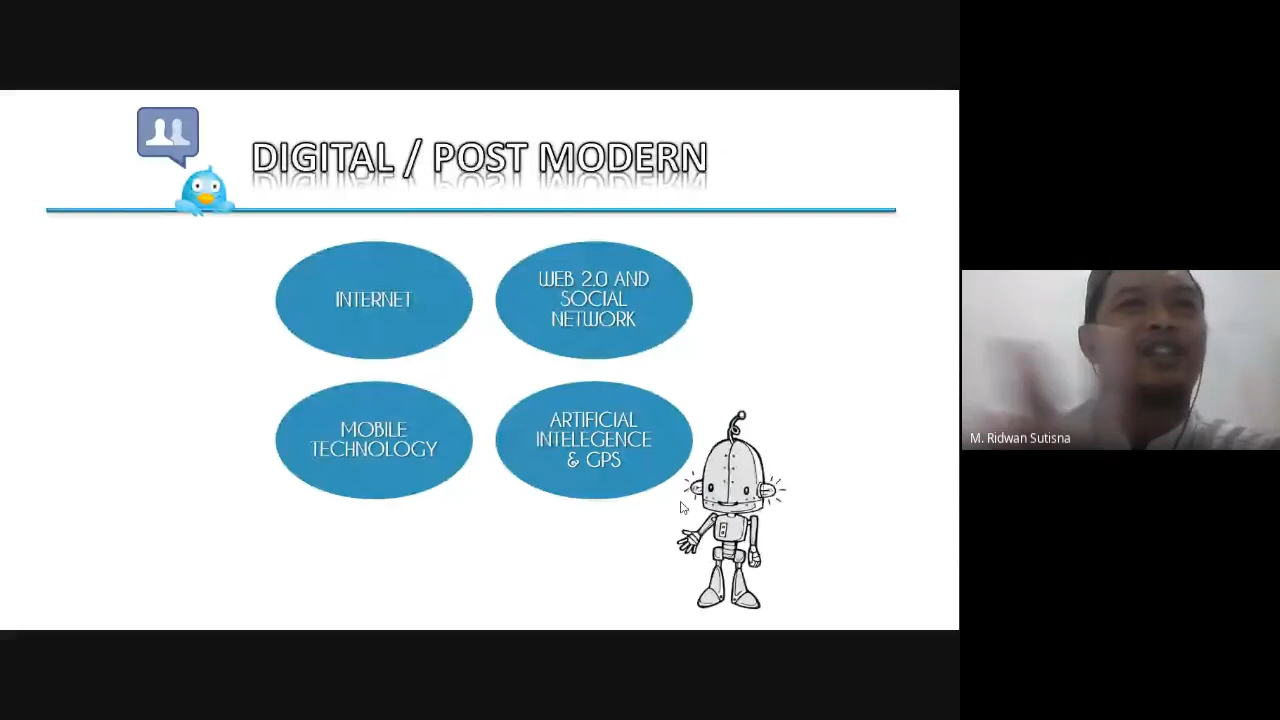 DIGITAL / POST MODERN
INTERNET
WEB 2.0 AND
SOCIAL
NETWORK
MOBILE
TECHNOLOGY
ARTIFICIAL
INTELEGENCE
& GPS
M. Ridwan Sutisna